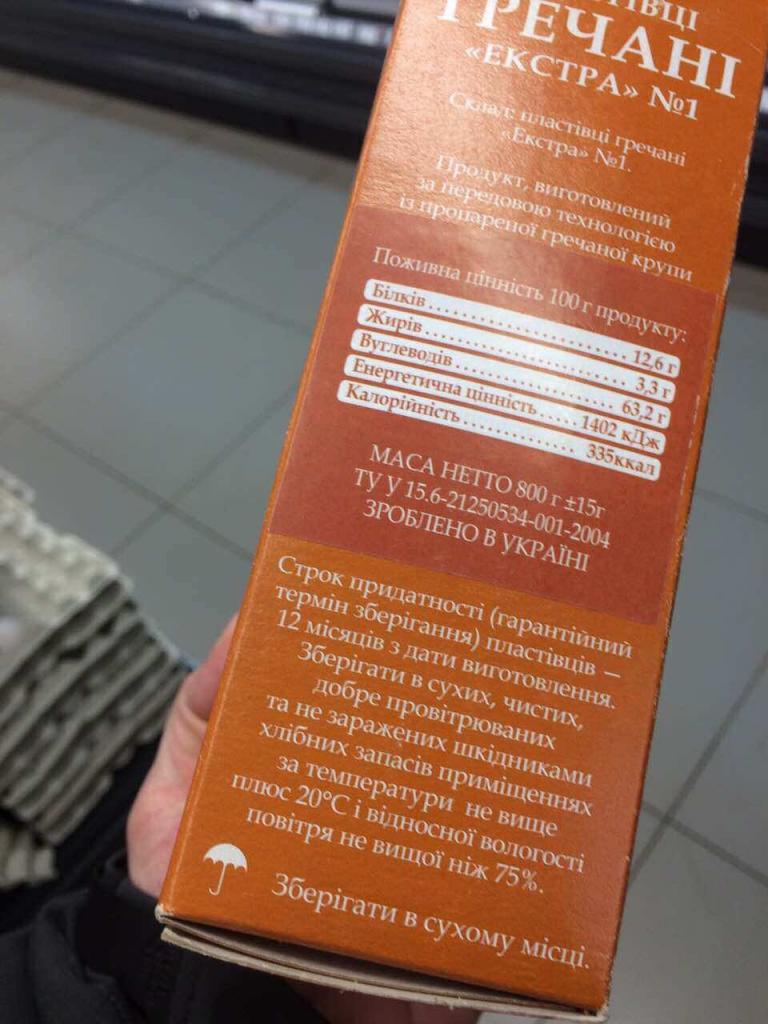 ГРЕЧАНІ
«ЕКСТРА» №1
Склад: пластівці гречані
«Екстра» №1.
Продукт, виготовлений
за передовою технологією
із пропареної гречаної крупи
Поживна цінність 100 г продукту:
Білків.............................. 12,6 г
Жирів.............................. 3,3 г
Вуглеводів...................... 63,2 г
Енергетична цінність..... 1402 кДж
Калорійність................ 335ккал
МАСА НЕТТО 800 г ±15г
ТУ У 15.6-21250534-001-2004
ЗРОБЛЕНО В УКРАЇНІ
Строк придатності (гарантійний
термін зберігання) пластівців —
12 місяців з дати виготовлення.
Зберігати в сухих, чистих,
добре провітрюваних
та не заражених шкідниками
хлібних запасів приміщеннях
за температури не вище
плюс 20°С і відносної вологості
повітря не вищої ніж 75%.
Зберігати в сухому місці.